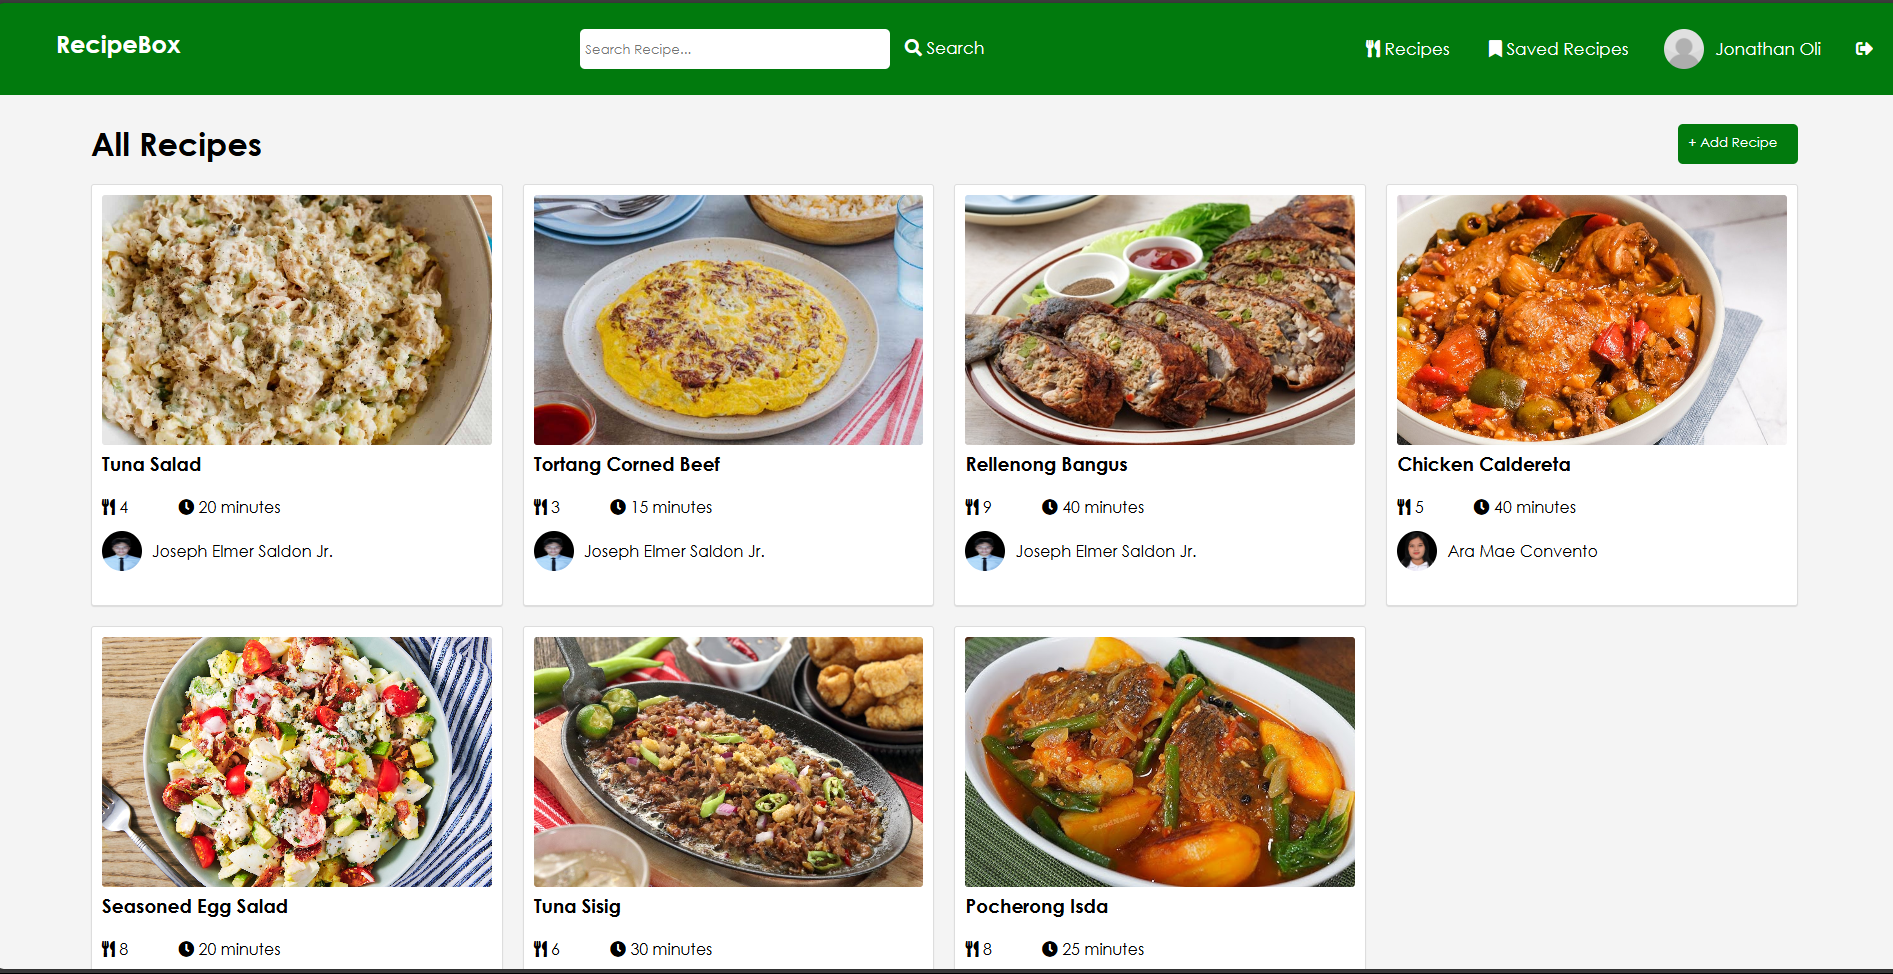 RecipeBox
Search Recipe...
Search
Recipes
Saved Recipes
Jonathan Oli
All Recipes
+ Add Recipe
Tuna Salad
4
20 minutes
Joseph Elmer Saldon Jr.
Tortang Corned Beef
3
15 minutes
Joseph Elmer Saldon Jr.
Rellenong Bangus
9
40 minutes
Joseph Elmer Saldon Jr.
Chicken Caldereta
5
40 minutes
Ara Mae Convento
Seasoned Egg Salad
8
20 minutes
Tuna Sisig
6
30 minutes
FoodNatics
Pocherong Isda
8
25 minutes